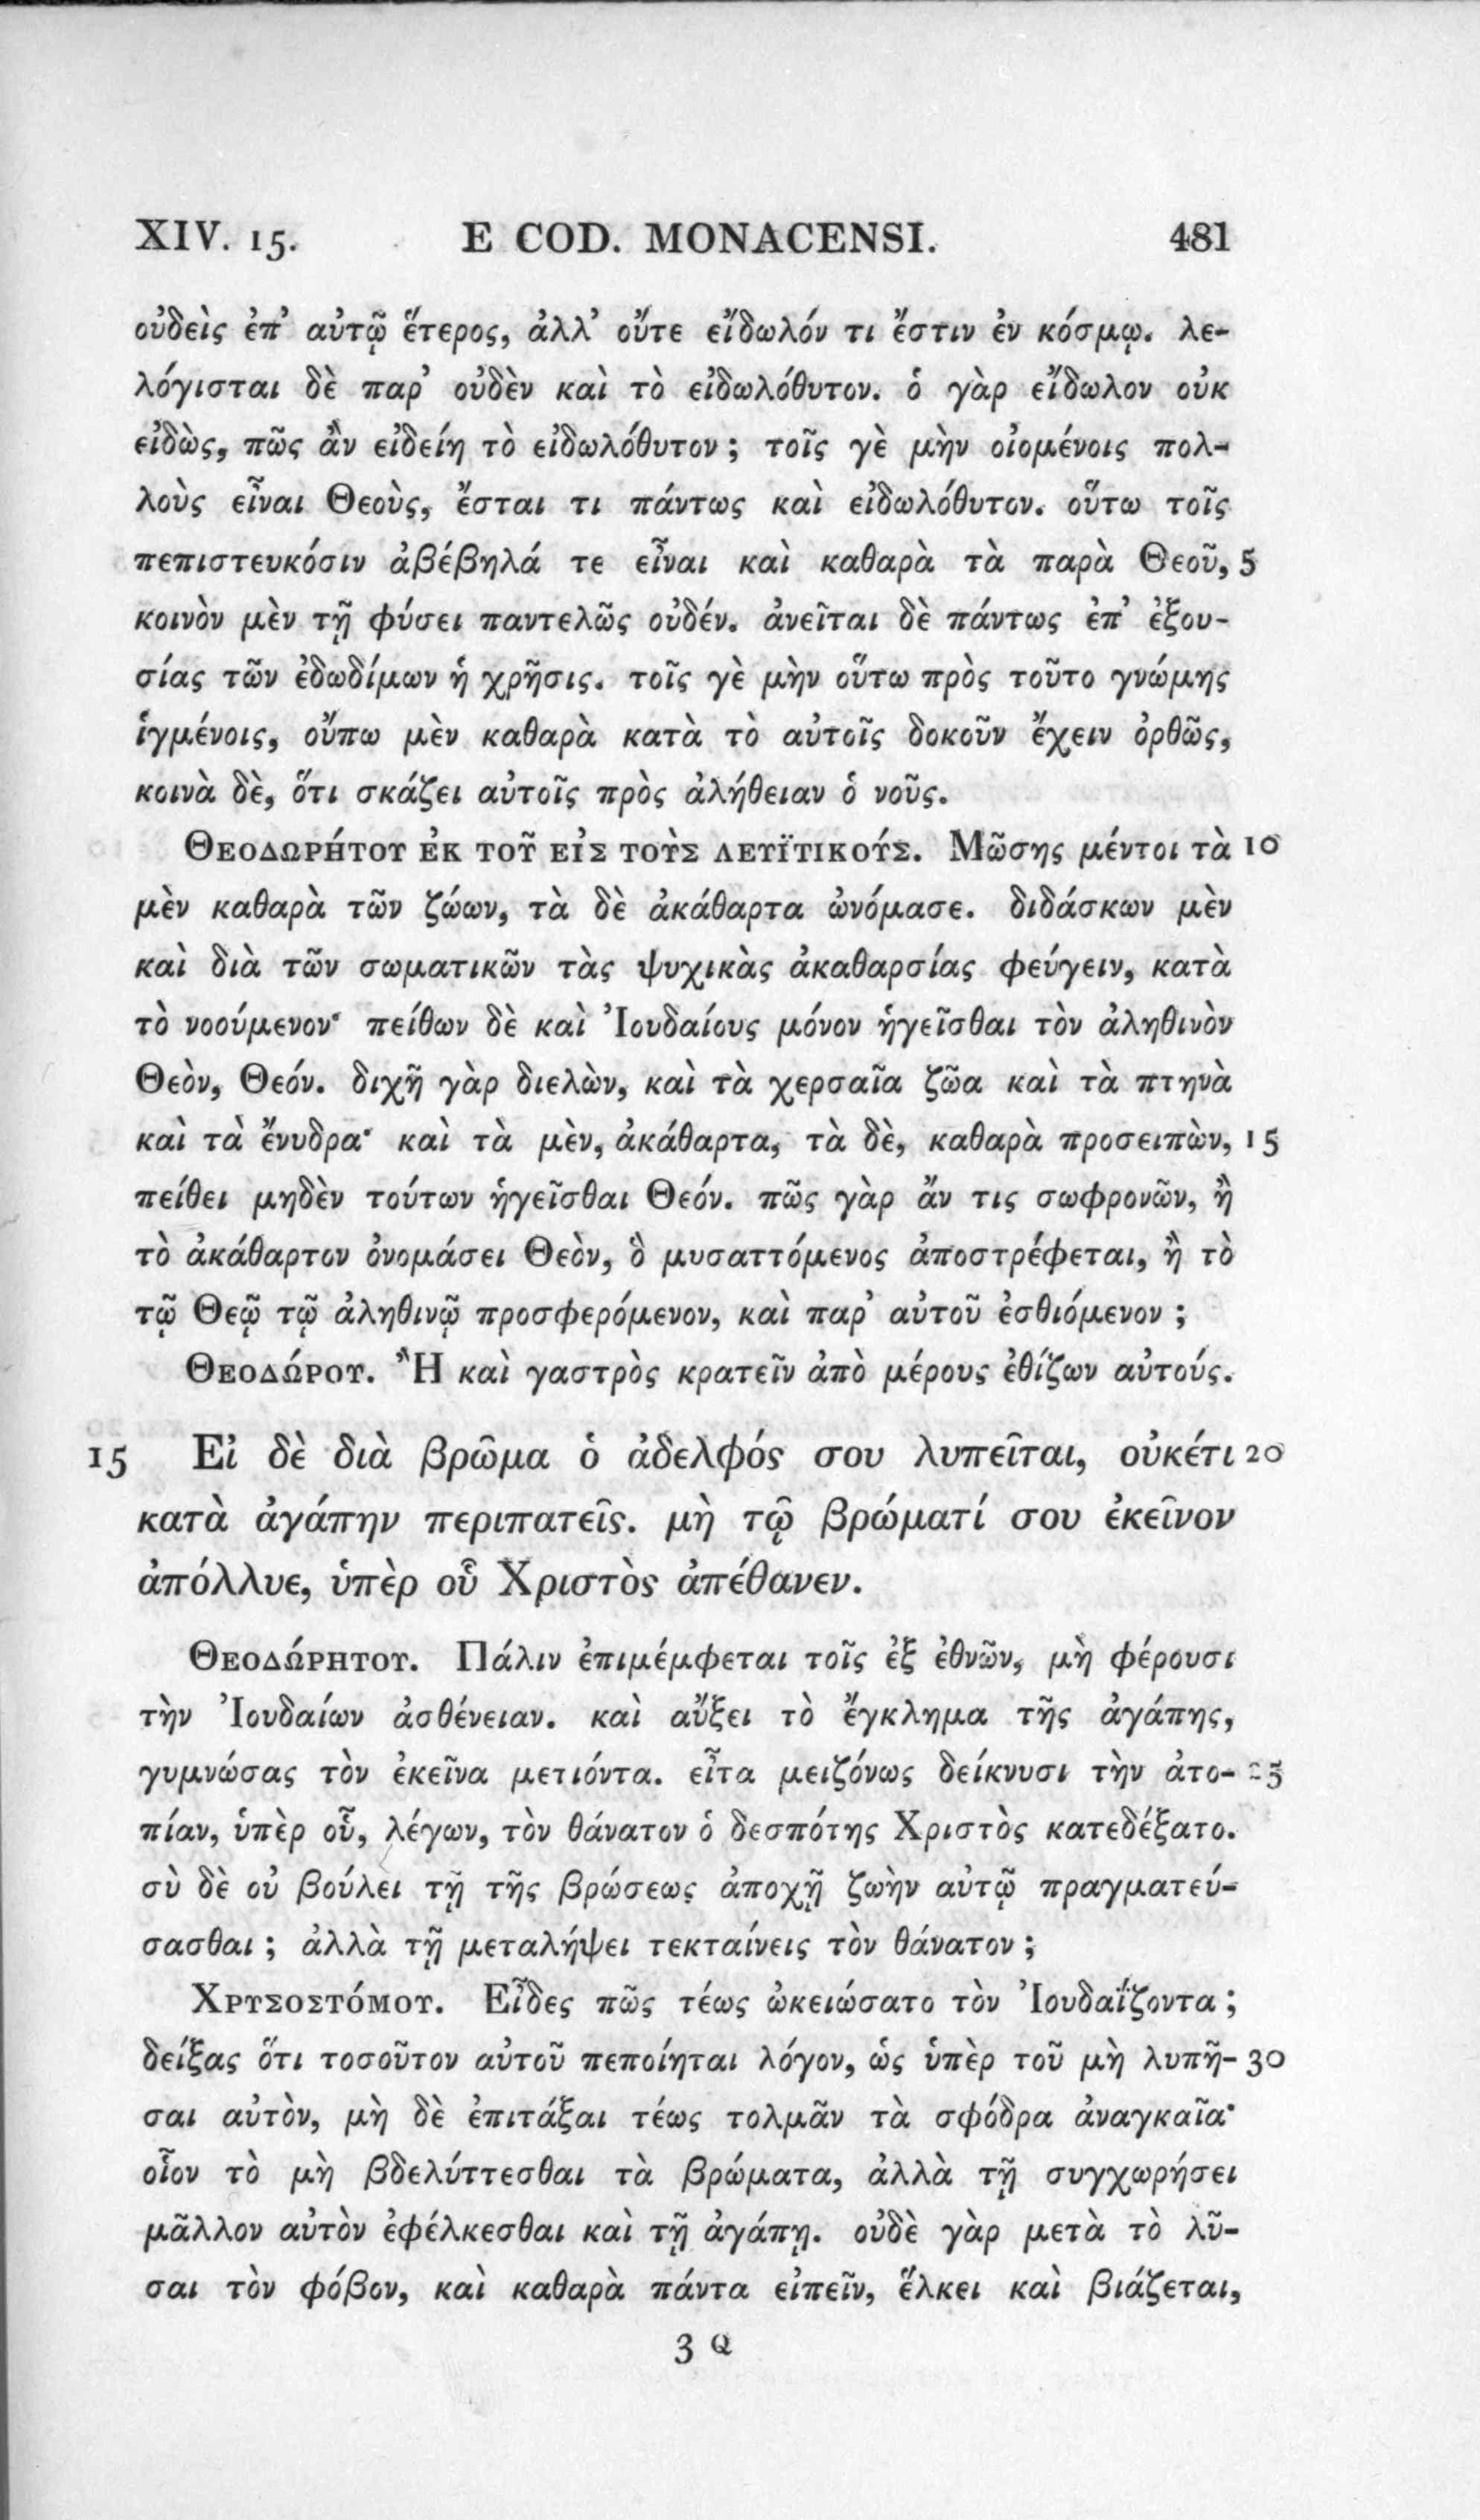 XIV. 15. E COD. MONACENSI. 481
οὐδεὶς ἐπ’ αὐτῷ ἕτερος, ἀλλ’ οὔτε εἴδωλόν τι ἔστιν ἐν κόσμῳ. λε-
λόγισται δὲ παρ’ οὐδὲν καὶ τὸ εἰδωλόθυτον. ὁ γὰρ εἴδωλον οὐκ
εἰδὼς, πῶς ἂν εἰδείη τὸ εἰδωλόθυτον ; τοῖς γὲ μὴν οἰομένοις πολ-
λοὺς εἶναι Θεοὺς, ἔσται τι πάντως καὶ εἰδωλόθυτον. οὕτω τοῖς
πεπιστευκόσιν ἀβέβηλά τε εἶναι καὶ καθαρὰ τὰ παρὰ Θεοῦ, 5
κοινὸν μὲν τῇ φύσει παντελῶς οὐδέν. ἀνεῖται δὲ πάντως ἐπ’ ἐξου-
σίας τῶν ἐδωδίμων ἡ χρῆσις. τοῖς γὲ μὴν οὕτω πρὸς τοῦτο γνώμης
ἱγμένοις, οὔπω μὲν καθαρὰ κατὰ τὸ αὐτοῖς δοκοῦν ἔχειν ὀρθῶς,
κοινὰ δὲ, ὅτι σκάζει αὐτοῖς πρὸς ἀλήθειαν ὁ νοῦς.
ΘΕΟΔΩΡΉΤΟΥ ἘΚ ΤΟΥ͂ ΕἸΣ ΤΟῪΣ ΛΕΥΪΤΙΚΟΎΣ. Μῶσης μέντοι τὰ 10
μὲν καθαρὰ τῶν ζώων, τὰ δὲ ἀκάθαρτα ὠνόμασε. διδάσκων μὲν
καὶ διὰ τῶν σωματικῶν τὰς ψυχικὰς ἀκαθαρσίας φεύγειν, κατὰ
τὸ νοούμενον· πείθων δὲ καὶ Ἰουδαίους μόνον ἡγεῖσθαι τὸν ἀληθινὸν
Θεὸν, Θεόν. διχῆ γὰρ διελὼν, καὶ τὰ χερσαῖα ζῶα καὶ τὰ πτηνὰ
καὶ τὰ ἔνυδρα· καὶ τὰ μὲν, ἀκάθαρτα, τὰ δὲ, καθαρὰ προσειπὼν, 15
πείθει μηδὲν τούτων ἡγεῖσθαι Θεόν. πῶς γὰρ ἄν τις σωφρονῶν, ἢ
τὸ ἀκάθαρτον ὀνομάσει Θεὸν, ὃ μυσαττόμενος ἀποστρέφεται, ἢ τὸ
τῷ Θεῷ τῷ ἀληθινῷ προσφερόμενον, καὶ παρ’ αὐτοῦ ἐσθιόμενον ;
ΘΕΟΔΏΡΟΥ. Ἢ καὶ γαστρὸς κρατεῖν ἀπὸ μέρους ἐθίζων αὐτούς.
15 Εἰ δὲ διὰ βρῶμα ὁ ἀδελφός σου λυπεῖται, οὐκέτι 20
κατὰ ἀγάπην περιπατεῖς. μὴ τῷ βρώματί σου ἐκεῖνον
ἀπόλλυε, ὑπὲρ οὗ Χριστὸς ἀπέθανεν.
ΘΕΟΔΏΡΗΤΟΥ. Πάλιν ἐπιμέμφεται τοῖς ἐξ ἐθνῶν, μὴ φέρουσι
τὴν Ἰουδαίων ἀσθένειαν. καὶ αὔξει τὸ ἔγκλημα τῆς ἀγάπης,
γυμνώσας τὸν ἐκεῖνα μετιόντα. εἶτα μειζόνως δείκνυσι τὴν ἀτο- 25
πίαν, ὑπὲρ οὗ, λέγων, τὸν θάνατον ὁ δεσπότης Χριστὸς κατεδέξατο.
σὺ δὲ οὐ βούλει τῇ τῆς βρώσεως ἀποχῇ ζωὴν αὐτῷ πραγματεύ-
σασθαι ; ἀλλὰ τῇ μεταλήψει τεκταίνεις τὸν θάνατον ;
ΧΡΥΣΟΣΤΌΜΟΥ. Εἶδες πῶς τέως ὠκειώσατο τὸν Ἰουδαΐζοντα ;
δείξας ὅτι τοσοῦτον αὐτοῦ πεποίηται λόγον, ὡς ὑπὲρ τοῦ μὴ λυπῆ- 30
σαι αὐτὸν, μὴ δὲ ἐπιτάξαι τέως τολμᾶν τὰ σφόδρα ἀναγκαῖα·
οἷον τὸ μὴ βδελύττεσθαι τὰ βρώματα, ἀλλὰ τῇ συγχωρήσει
μᾶλλον αὐτὸν ἐφέλκεσθαι καὶ τῇ ἀγάπῃ. οὐδὲ γὰρ μετὰ τὸ λῦ-
σαι τὸν φόβον, καὶ καθαρὰ πάντα εἰπεῖν, ἕλκει καὶ βιάζεται,
3 Q